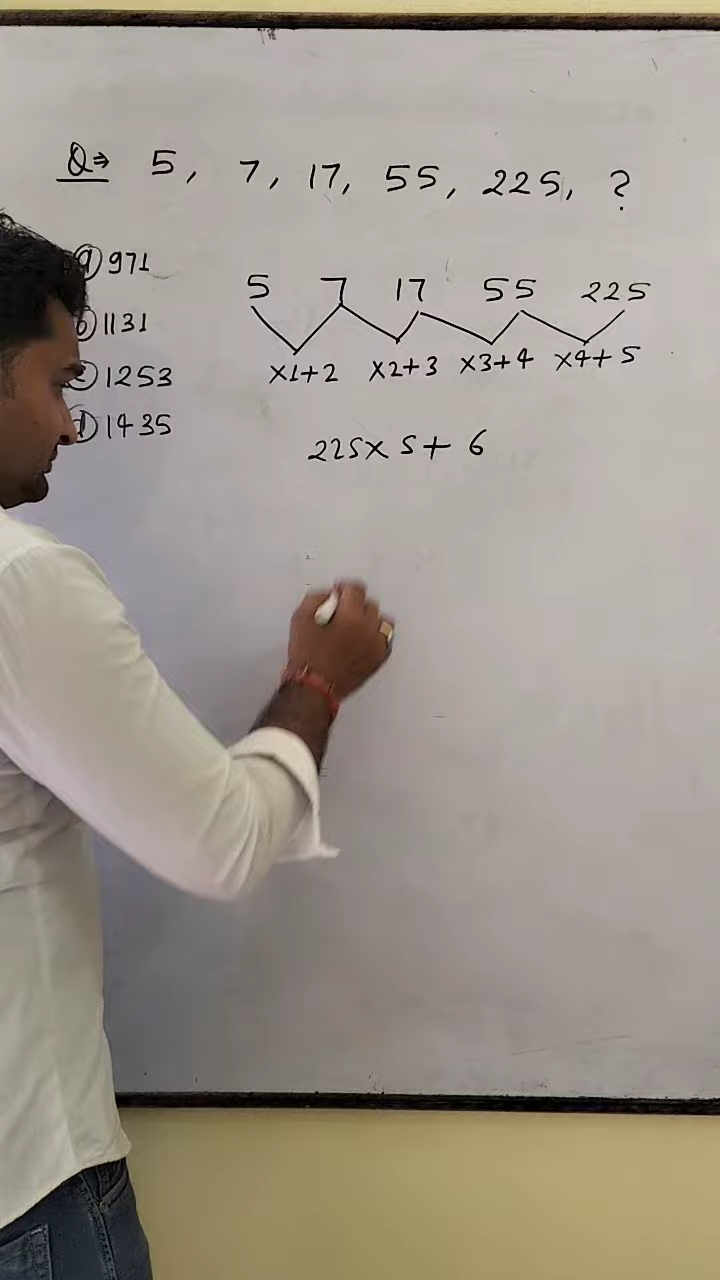 Q⇒ 5, 7, 17, 55, 225, ?
a) 971
b) 1131
c) 1253
d) 1435
5 7 17 55 225
×1+2 ×2+3 ×3+4 ×4+5
225×5+6